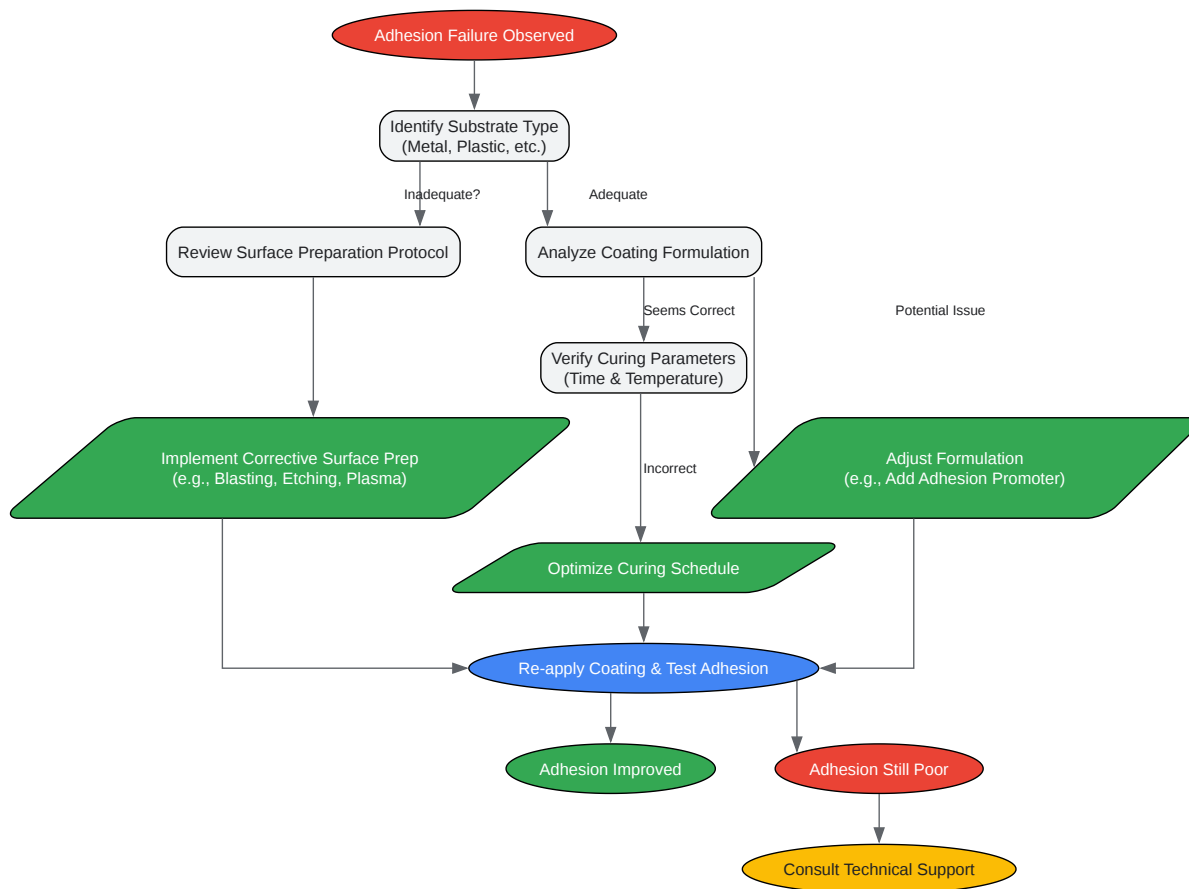 Adhesion Failure Observed
Identify Substrate Type
(Metal, Plastic, etc.)
Inadequate?
Adequate
Review Surface Preparation Protocol
Analyze Coating Formulation
Seems Correct
Potential Issue
Verify Curing Parameters
(Time & Temperature)
Implement Corrective Surface Prep
(e.g., Blasting, Etching, Plasma)
Incorrect
Adjust Formulation
(e.g., Add Adhesion Promoter)
Optimize Curing Schedule
Re-apply Coating & Test Adhesion
Adhesion Improved
Adhesion Still Poor
Consult Technical Support